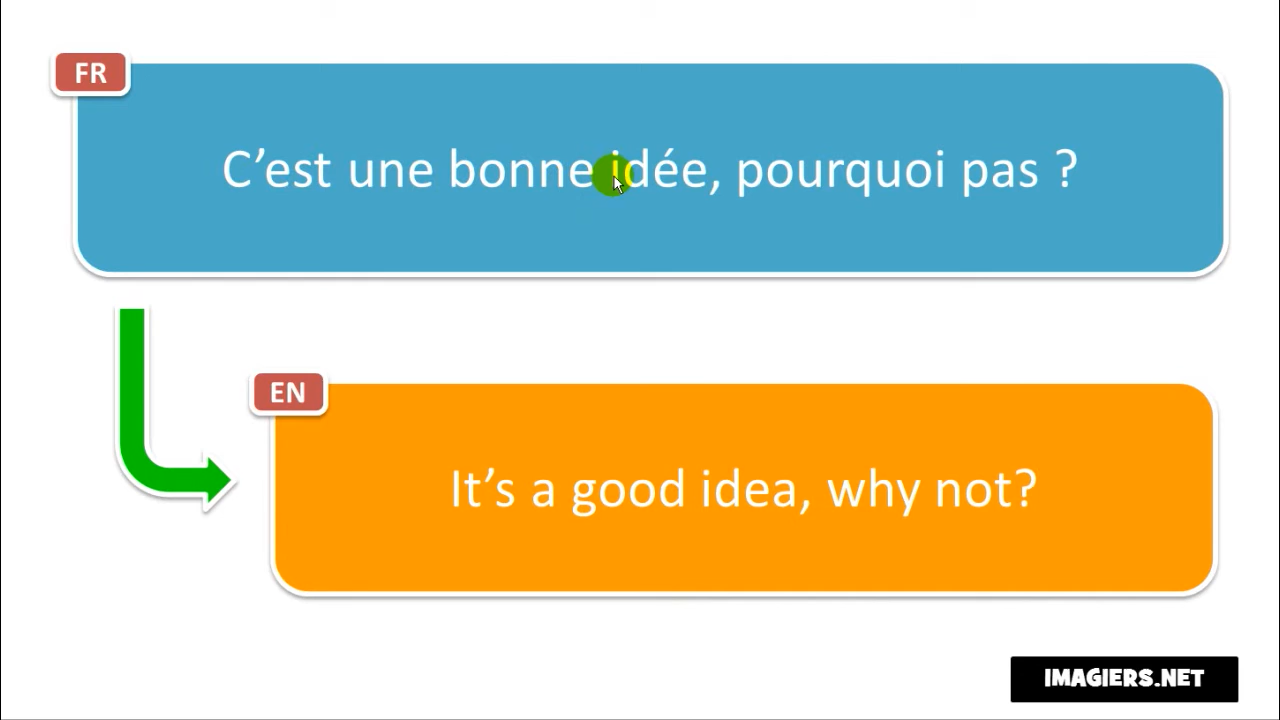 FR
C’est une bonne idée, pourquoi pas ?
EN
It’s a good idea, why not?
IMAGIERS.NET